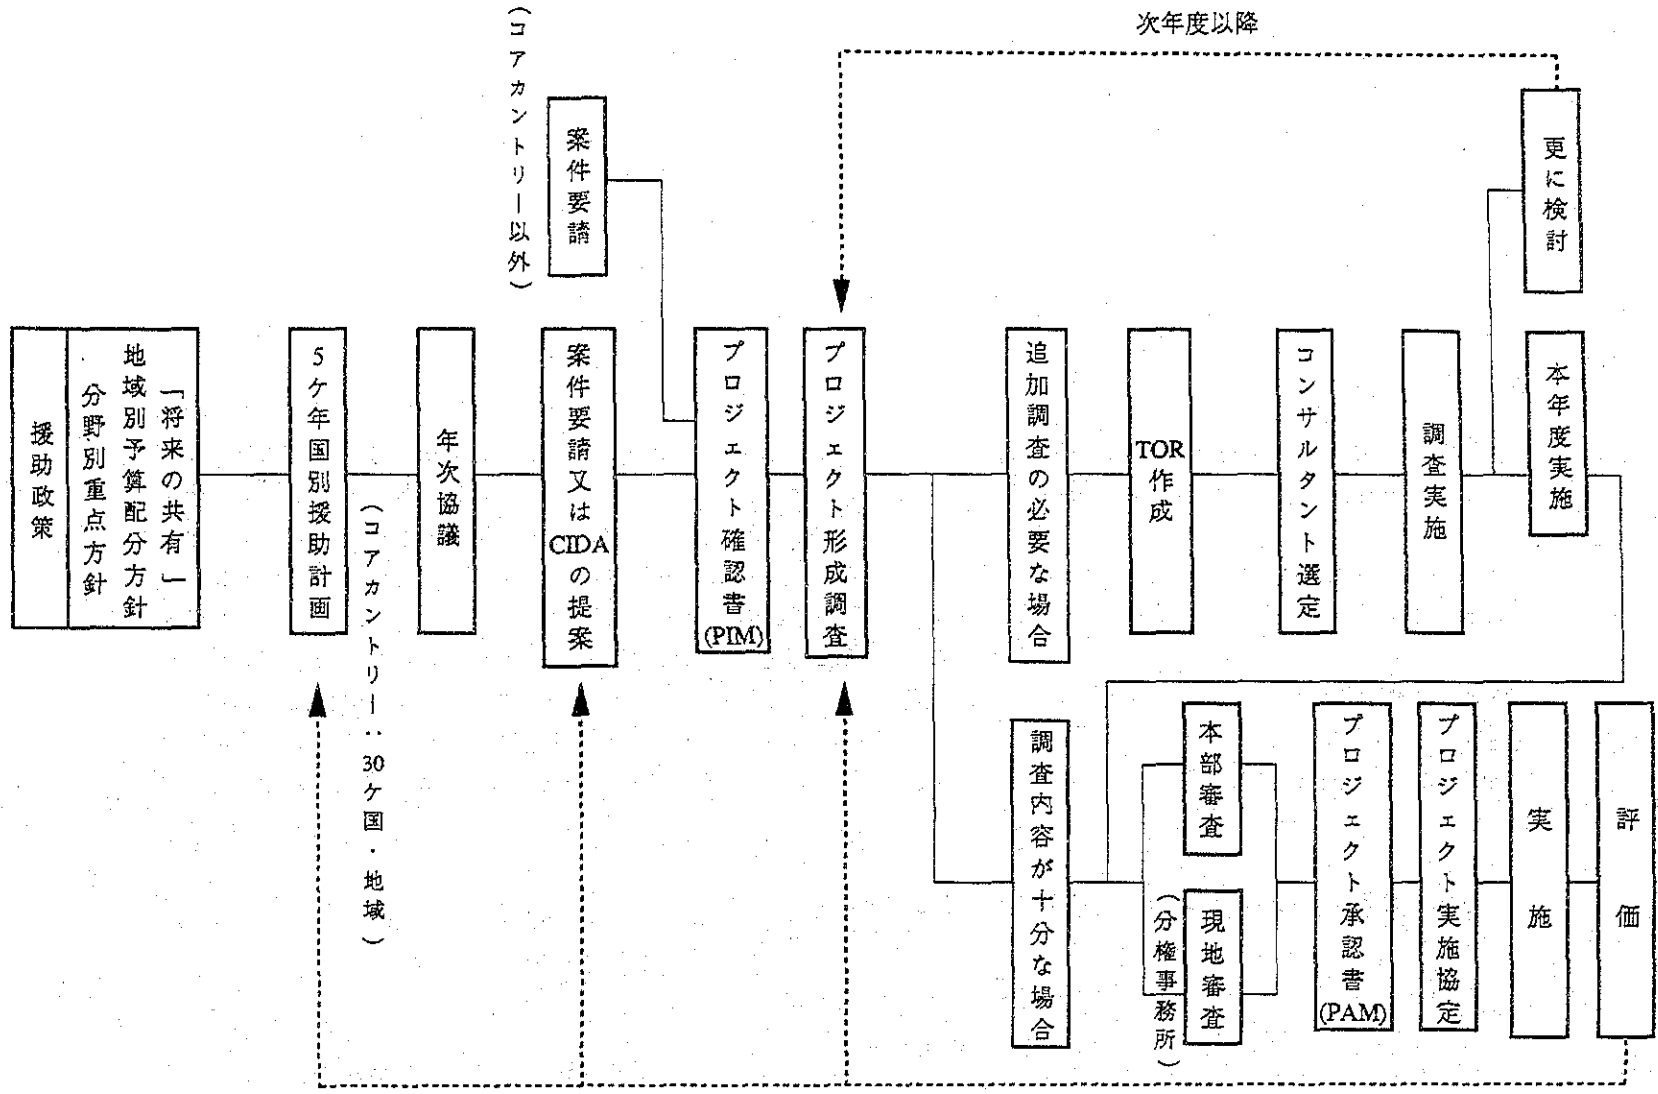 次年度以降
(コアカントリー以外)
案件要請
更に検討
援助政策
「将来の共有」
地域別予算配分方針
分野別重点方針
5ケ年国別援助計画
(コアカントリー：30ケ国・地域)
年次協議
案件要請又はCIDAの提案
プロジェクト確認書(PIM)
プロジェクト形成調査
追加調査の必要な場合
TOR作成
コンサルタント選定
調査実施
本年度実施
調査内容が十分な場合
本部審査
現地審査
(分権事務所)
プロジェクト承認書(PAM)
プロジェクト実施協定
実施
評価